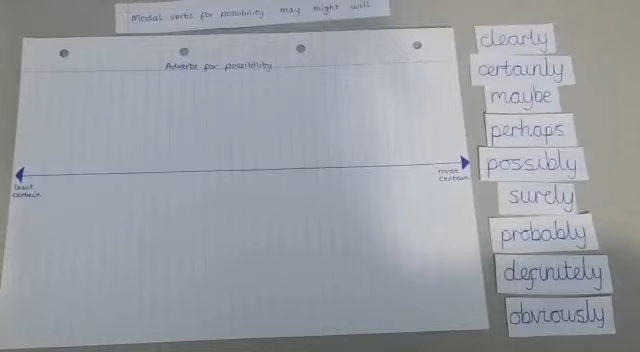 Modal verbs for possibility may might will
Adverbs for possibility
least
certain
most
certain
clearly
certainly
maybe
perhaps
possibly
surely
probably
definitely
obviously